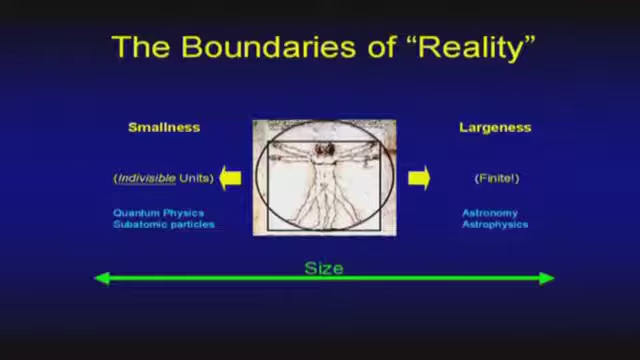 The Boundaries of “Reality”
Smallness
Largeness
(Indivisible Units)
(Finite!)
Quantum Physics
Subatomic particles
Astronomy
Astrophysics
Size